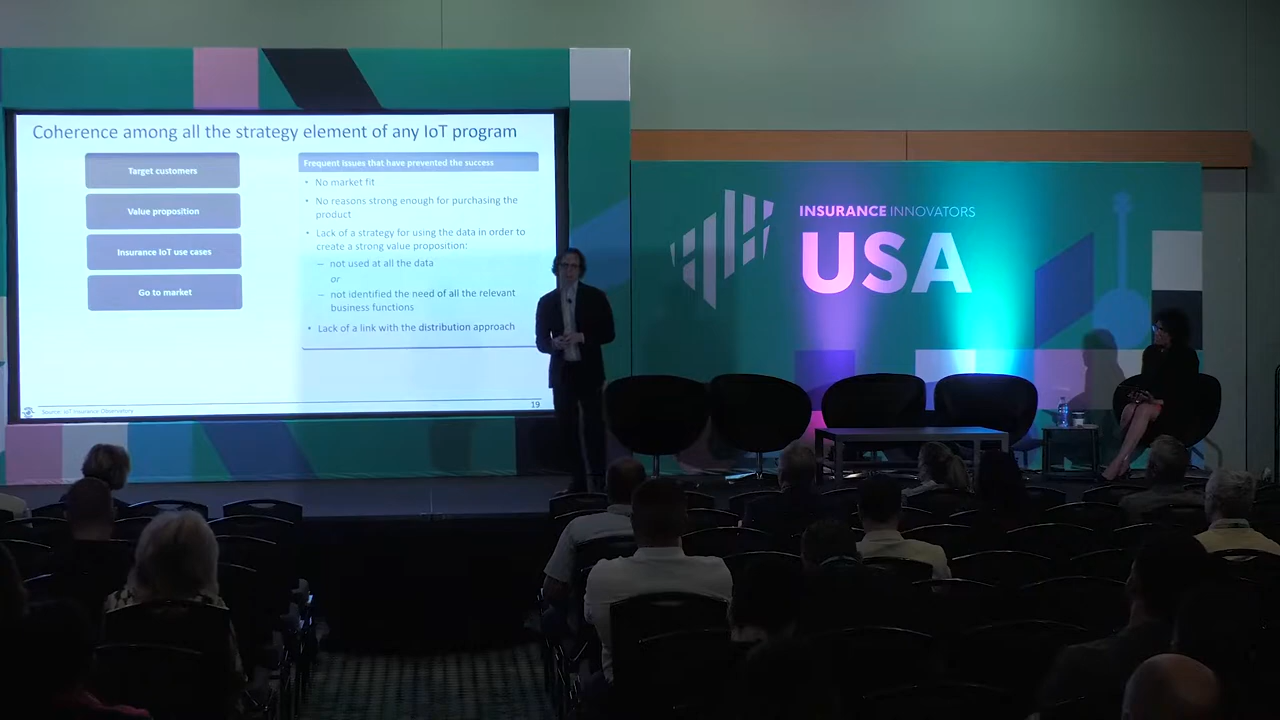 Coherence among all the strategy element of any IoT program
Target customers
Value proposition
Insurance IoT use cases
Go to market
Frequent issues that have prevented the success
• No market fit
• No reasons strong enough for purchasing the
product
• Lack of a strategy for using the data in order to
create a strong value proposition:
– not used at all the data
or
– not identified the need of all the relevant
business functions
• Lack of a link with the distribution approach
Source: IoT Insurance Observatory
19
INSURANCE INNOVATORS
USA